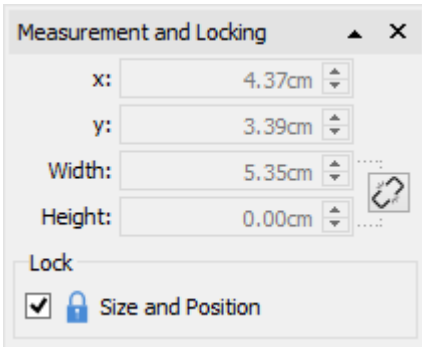 Measurement and Locking
x: 4.37cm
y: 3.39cm
Width: 5.35cm
Height: 0.00cm
Lock
Size and Position